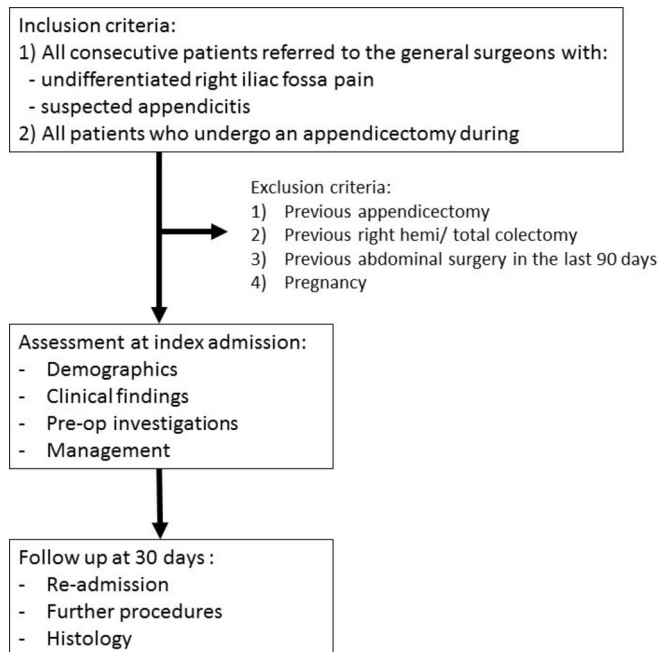 Inclusion criteria:
1) All consecutive patients referred to the general surgeons with:
- undifferentiated right iliac fossa pain
- suspected appendicitis
2) All patients who undergo an appendicectomy during
Exclusion criteria:
1) Previous appendicectomy
2) Previous right hemi/ total colectomy
3) Previous abdominal surgery in the last 90 days
4) Pregnancy
Assessment at index admission:
- Demographics
- Clinical findings
- Pre-op investigations
- Management
Follow up at 30 days :
- Re-admission
- Further procedures
- Histology